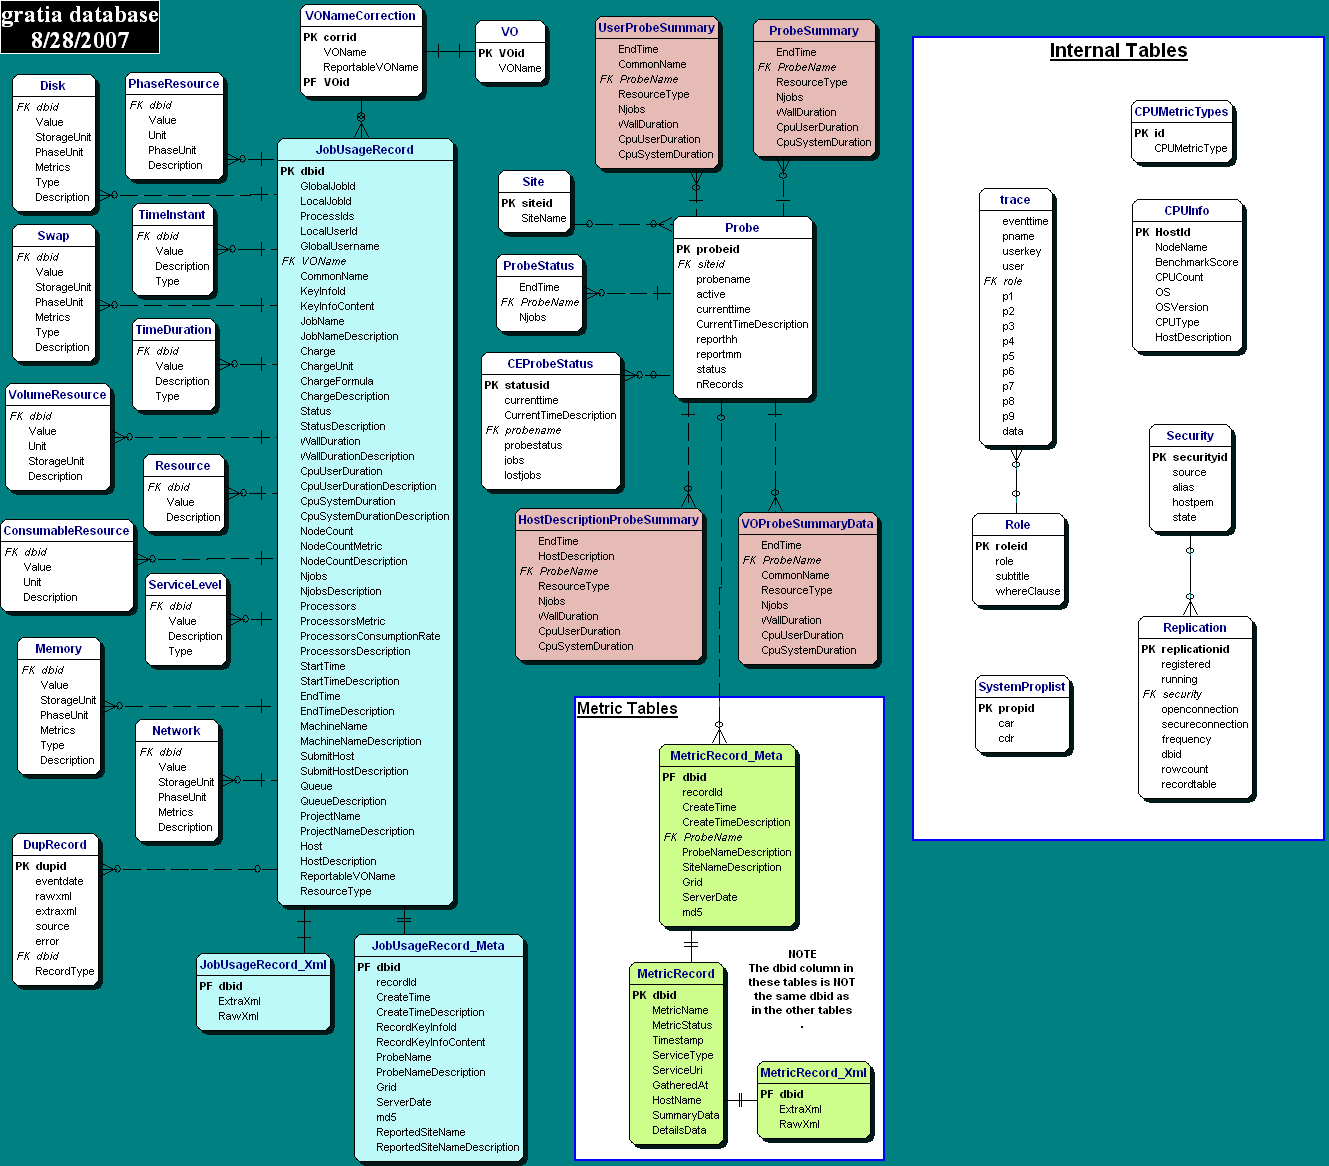 gratia database
8/28/2007
VONameCorrection
PK corrid
VOName
ReportableVOName
PF VOid
VO
PK VOid
VOName
UserProbeSummary
EndTime
CommonName
FK ProbeName
ResourceType
Njobs
WallDuration
CpuUserDuration
CpuSystemDuration
ProbeSummary
EndTime
FK ProbeName
ResourceType
Njobs
WallDuration
CpuUserDuration
CpuSystemDuration
Disk
FK dbid
Value
StorageUnit
PhaseUnit
Metrics
Type
Description
PhaseResource
FK dbid
Value
Unit
PhaseUnit
Description
TimeInstant
FK dbid
Value
Description
Type
Swap
FK dbid
Value
StorageUnit
PhaseUnit
Metrics
Type
Description
TimeDuration
FK dbid
Value
Description
Type
VolumeResource
FK dbid
Value
Unit
StorageUnit
Description
Resource
FK dbid
Value
Description
ConsumableResource
FK dbid
Value
Unit
Description
ServiceLevel
FK dbid
Value
Description
Type
Memory
FK dbid
Value
StorageUnit
PhaseUnit
Metrics
Type
Description
Network
FK dbid
Value
StorageUnit
PhaseUnit
Metrics
Description
DupRecord
PK dupid
eventdate
rawxml
extraxml
source
error
FK dbid
RecordType
JobUsageRecord
PK dbid
GlobalJobId
LocalJobId
ProcessIds
LocalUserId
GlobalUsername
FK VOName
CommonName
KeyInfoId
KeyInfoContent
JobName
JobNameDescription
Charge
ChargeUnit
ChargeFormula
ChargeDescription
Status
StatusDescription
WallDuration
WallDurationDescription
CpuUserDuration
CpuUserDurationDescription
CpuSystemDuration
CpuSystemDurationDescription
NodeCount
NodeCountMetric
NodeCountDescription
Njobs
NjobsDescription
Processors
ProcessorsMetric
ProcessorsConsumptionRate
ProcessorsDescription
StartTime
StartTimeDescription
EndTime
EndTimeDescription
MachineName
MachineNameDescription
SubmitHost
SubmitHostDescription
Queue
QueueDescription
ProjectName
ProjectNameDescription
Host
HostDescription
ReportableVOName
ResourceType
JobUsageRecord_Xml
PF dbid
ExtraXml
RawXml
JobUsageRecord_Meta
PF dbid
recordId
CreateTime
CreateTimeDescription
RecordKeyInfoId
RecordKeyInfoContent
ProbeName
ProbeNameDescription
Grid
ServerDate
md5
ReportedSiteName
ReportedSiteNameDescription
Site
PK siteid
SiteName
ProbeStatus
EndTime
FK ProbeName
Njobs
CEProbeStatus
PK statusid
currenttime
CurrentTimeDescription
FK probename
probestatus
jobs
lostjobs
Probe
PK probeid
FK siteid
probename
active
currenttime
CurrentTimeDescription
reporthh
reportmm
status
nRecords
HostDescriptionProbeSummary
EndTime
HostDescription
FK ProbeName
ResourceType
Njobs
WallDuration
CpuUserDuration
CpuSystemDuration
VOProbeSummaryData
EndTime
FK ProbeName
CommonName
ResourceType
Njobs
WallDuration
CpuUserDuration
CpuSystemDuration
Metric Tables
MetricRecord_Meta
PF dbid
recordId
CreateTime
CreateTimeDescription
FK ProbeName
ProbeNameDescription
SiteNameDescription
Grid
ServerDate
md5
MetricRecord
PK dbid
MetricName
MetricStatus
Timestamp
ServiceType
ServiceUri
GatheredAt
HostName
SummaryData
DetailsData
NOTE
The dbid column in
these tables is NOT
the same dbid as
in the other tables
.
MetricRecord_Xml
PF dbid
ExtraXml
RawXml
Internal Tables
CPUMetricTypes
PK id
CPUMetricType
trace
eventtime
pname
userkey
user
FK role
p1
p2
p3
p4
p5
p6
p7
p8
p9
data
CPUInfo
PK HostId
NodeName
BenchmarkScore
CPUCount
OS
OSVersion
CPUType
HostDescription
Security
PK securityid
source
alias
hostpem
state
Role
PK roleid
role
subtitle
whereClause
Replication
PK replicationid
registered
running
FK security
openconnection
secureconnection
frequency
dbid
rowcount
recordtable
SystemProplist
PK propid
car
cdr